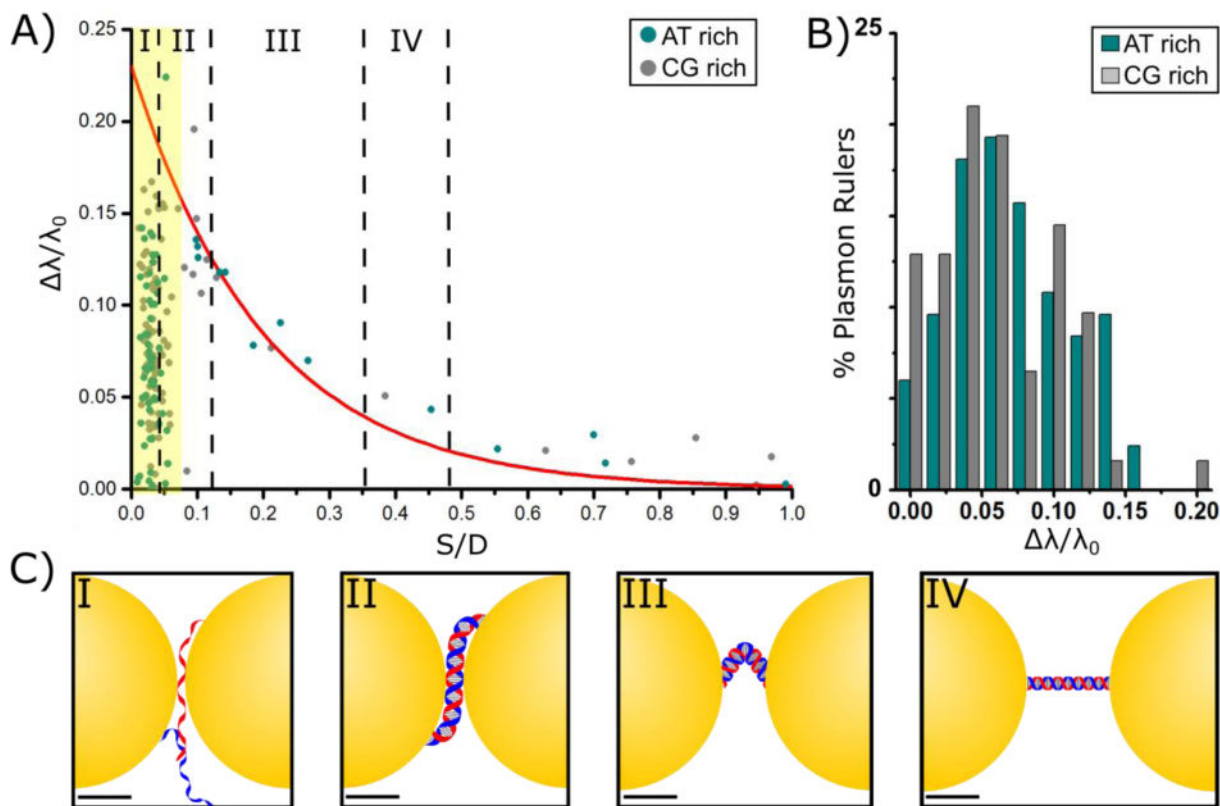 A)
I II III IV
AT rich
CG rich
0.25
0.20
0.15
0.10
0.05
0.00
Δλ/λ0
0.0 0.1 0.2 0.3 0.4 0.5 0.6 0.7 0.8 0.9 1.0
S/D
B)
25
AT rich
CG rich
% Plasmon Rulers
0
0.00 0.05 0.10 0.15 0.20
Δλ/λ0
C)
I
II
III
IV